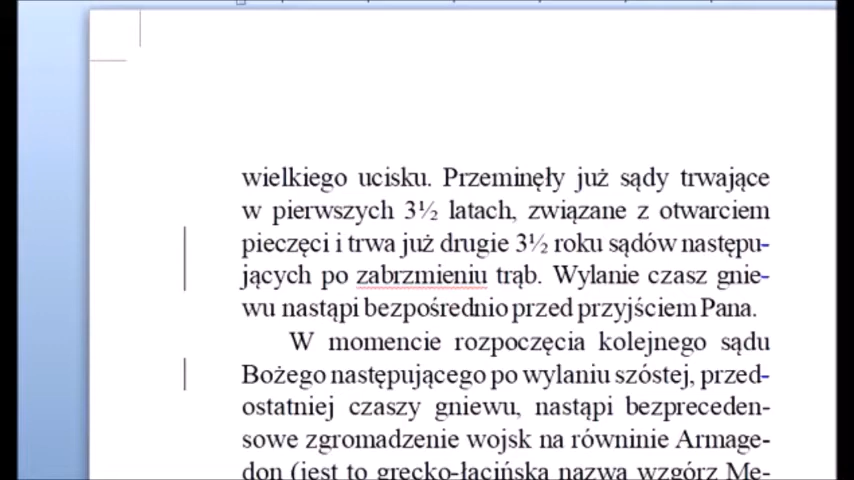 wielkiego ucisku. Przeminęły już sądy trwające
w pierwszych 3½ latach, związane z otwarciem
pieczęci i trwa już drugie 3½ roku sądów następu-
jących po zabrzmieniu trąb. Wylanie czasz gnie-
wu nastąpi bezpośrednio przed przyjściem Pana.
W momencie rozpoczęcia kolejnego sądu
Bożego następującego po wylaniu szóstej, przed-
ostatniej czaszy gniewu, nastąpi bezpreceden-
sowe zgromadzenie wojsk na równinie Armage-
don (jest to grecko-łacińska nazwa wzgórz Me-